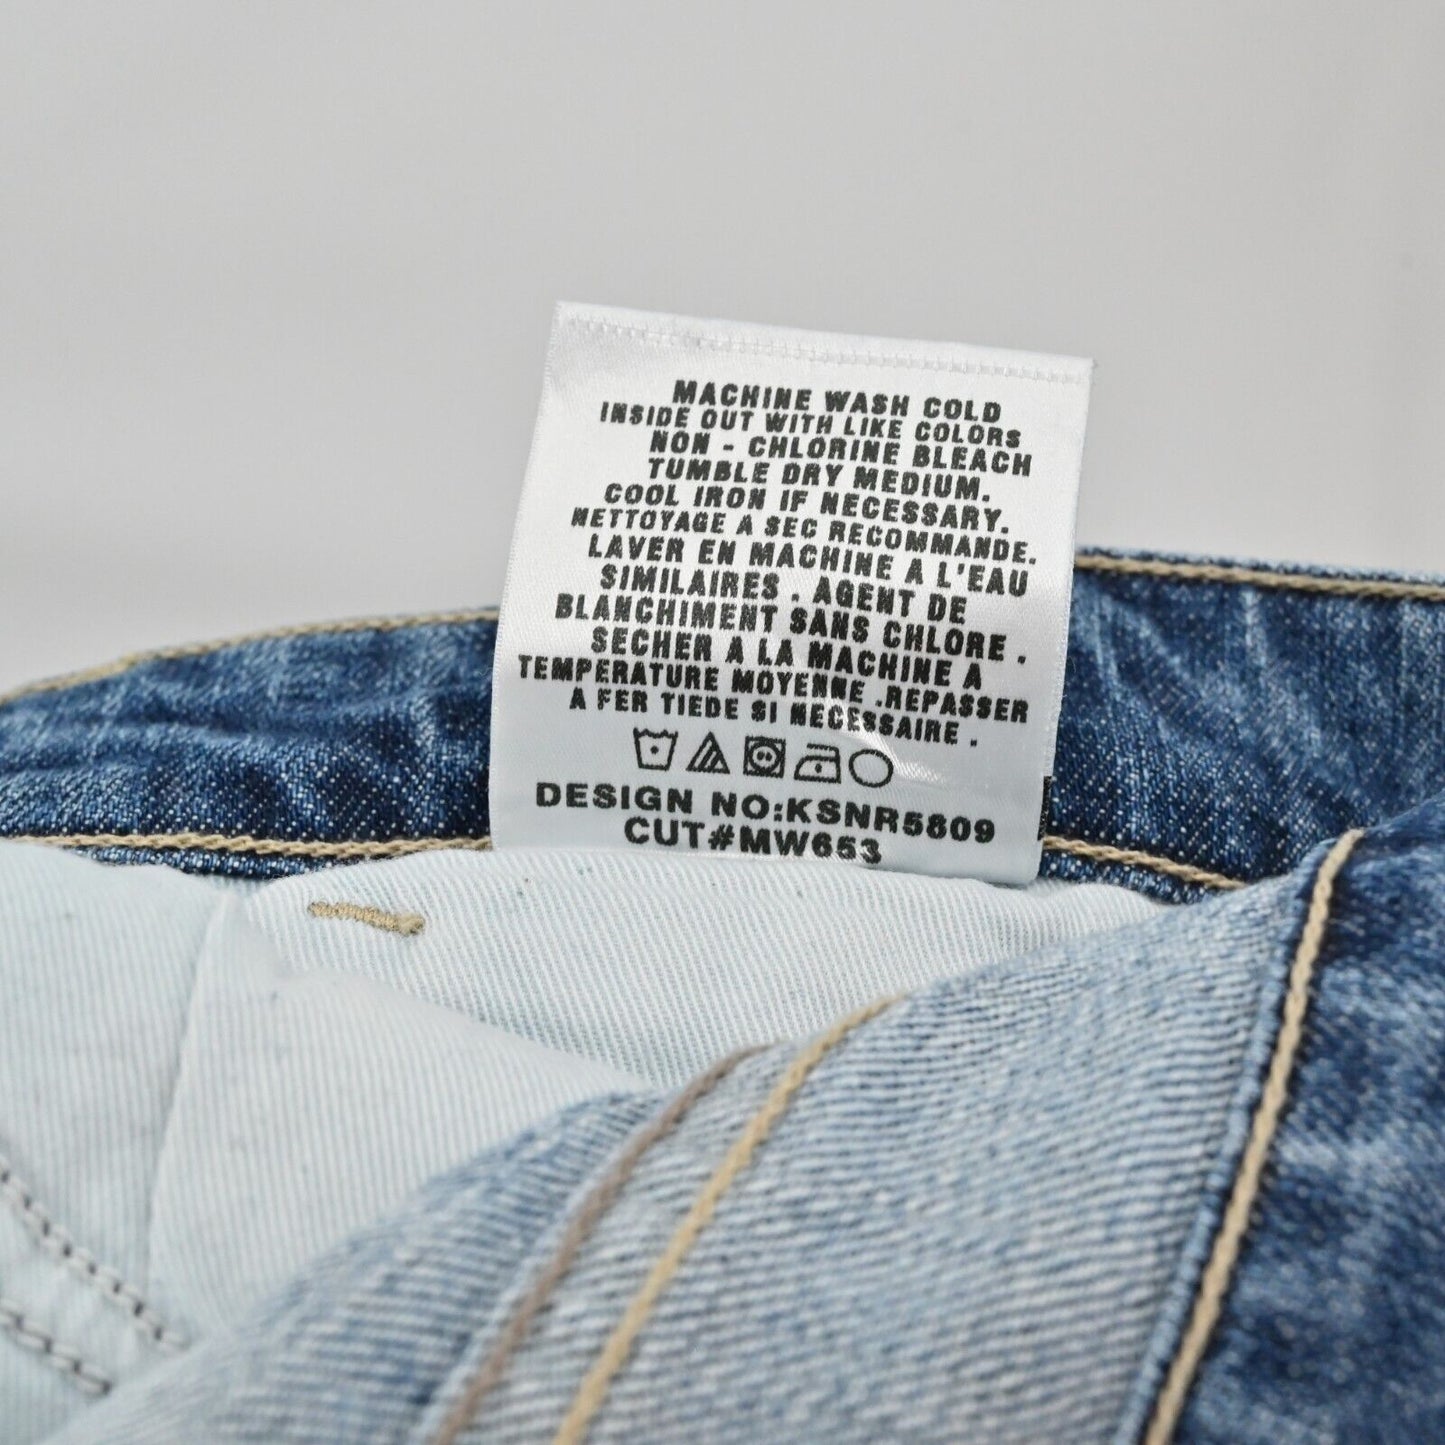 MACHINE WASH COLD
INSIDE OUT WITH LIKE COLORS
NON - CHLORINE BLEACH
TUMBLE DRY MEDIUM.
COOL IRON IF NECESSARY.
NETTOYAGE A SEC RECOMMANDE.
LAVER EN MACHINE A L'EAU
SIMILAIRES . AGENT DE
BLANCHIMENT SANS CHLORE .
SECHER A LA MACHINE A
TEMPERATURE MOYENNE .REPASSER
A FER TIEDE SI NECESSAIRE .
DESIGN NO:KSNR5809
CUT#MW653